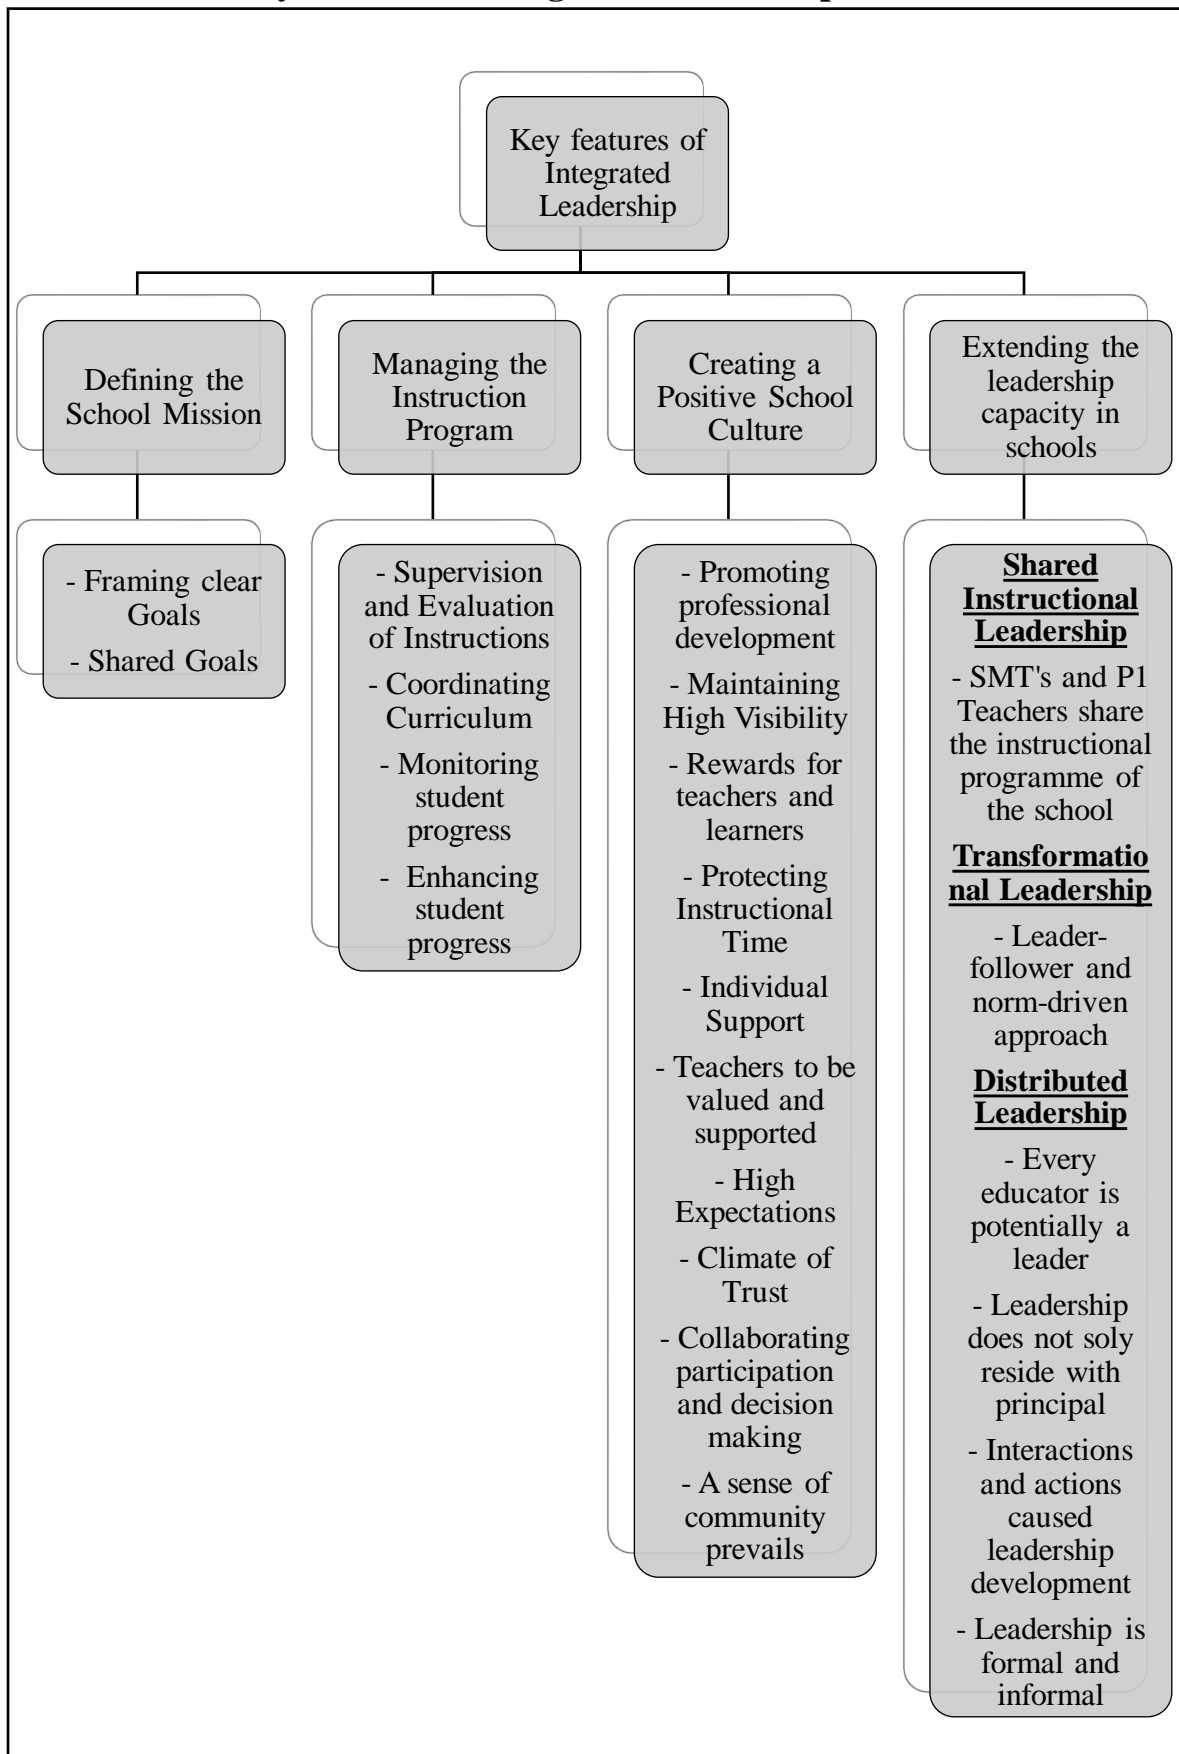 Key features of
Integrated
Leadership
Defining the
School Mission
- Framing clear
Goals
- Shared Goals
Managing the
Instruction
Program
- Supervision
and Evaluation
of Instructions
- Coordinating
Curriculum
- Monitoring
student
progress
- Enhancing
student
progress
Creating a
Positive School
Culture
- Promoting
professional
development
- Maintaining
High Visibility
- Rewards for
teachers and
learners
- Protecting
Instructional
Time
- Individual
Support
- Teachers to be
valued and
supported
- High
Expectations
- Climate of
Trust
- Collaborating
participation
and decision
making
- A sense of
community
prevails
Extending the
leadership
capacity in
schools
Shared
Instructional
Leadership
- SMT's and P1
Teachers share
the instructional
programme of
the school
Transformatio
nal Leadership
- Leader-
follower and
norm-driven
approach
Distributed
Leadership
- Every
educator is
potentially a
leader
- Leadership
does not soly
reside with
principal
- Interactions
and actions
caused
leadership
development
- Leadership is
formal and
informal